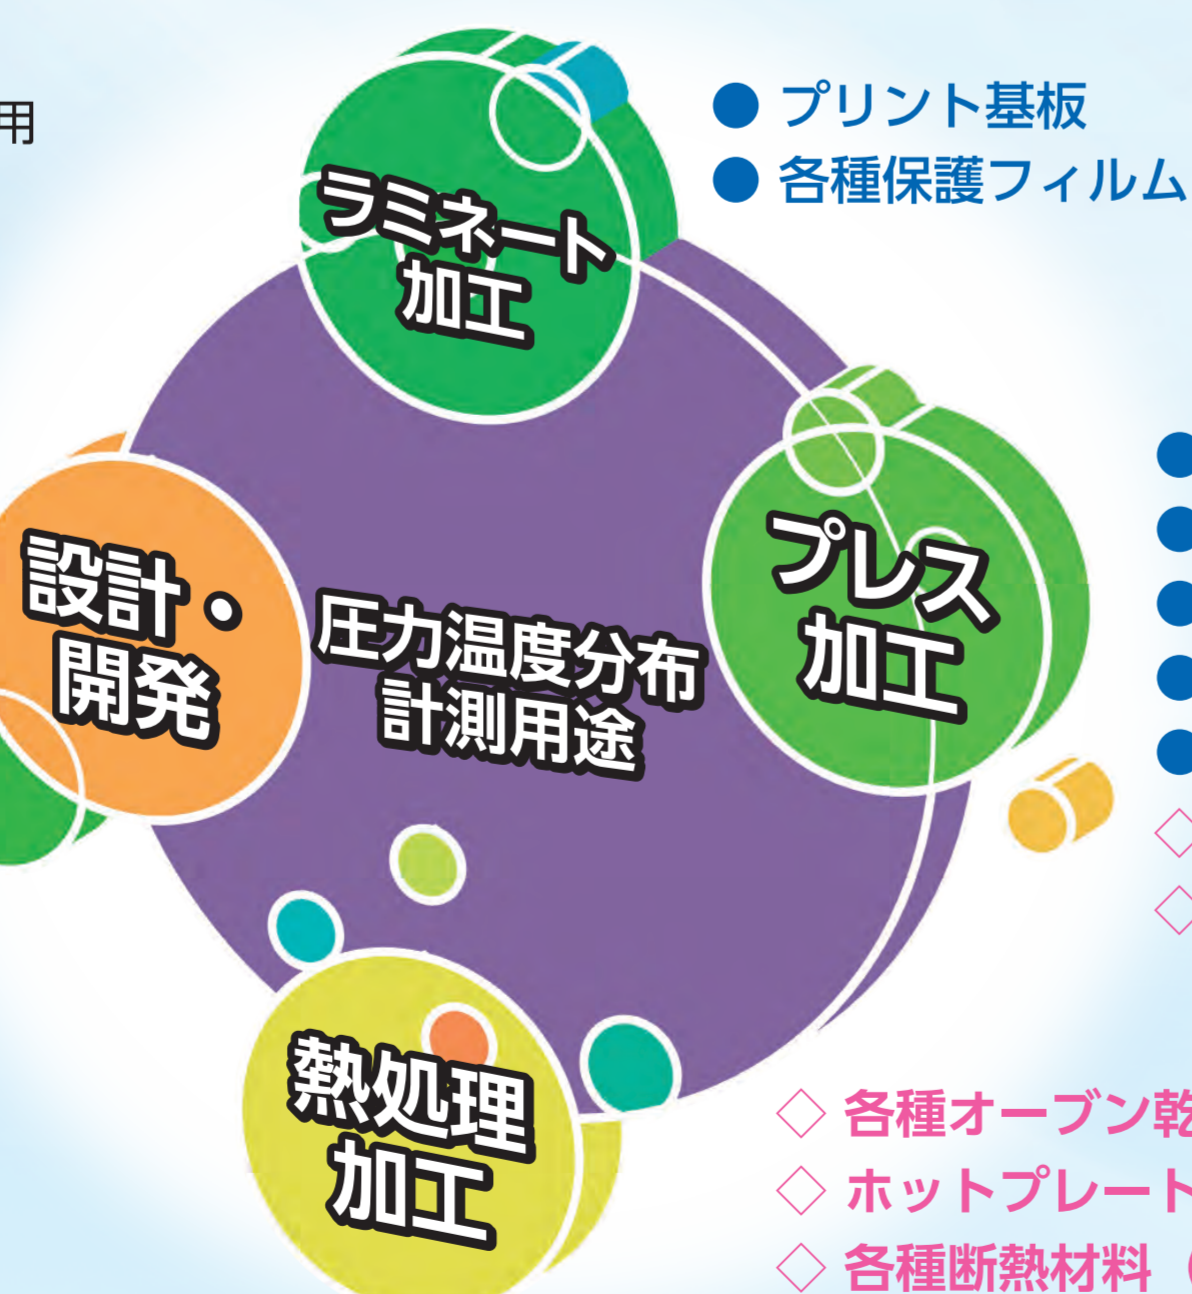 用
● プリント基板
● 各種保護フィルム
ラミネート
加工
設計・
開発
圧力温度分布
計測用途
プレス
加工
熱処理
加工
◇ 各種オーブン乾
◇ ホットプレート
◇ 各種断熱材料（